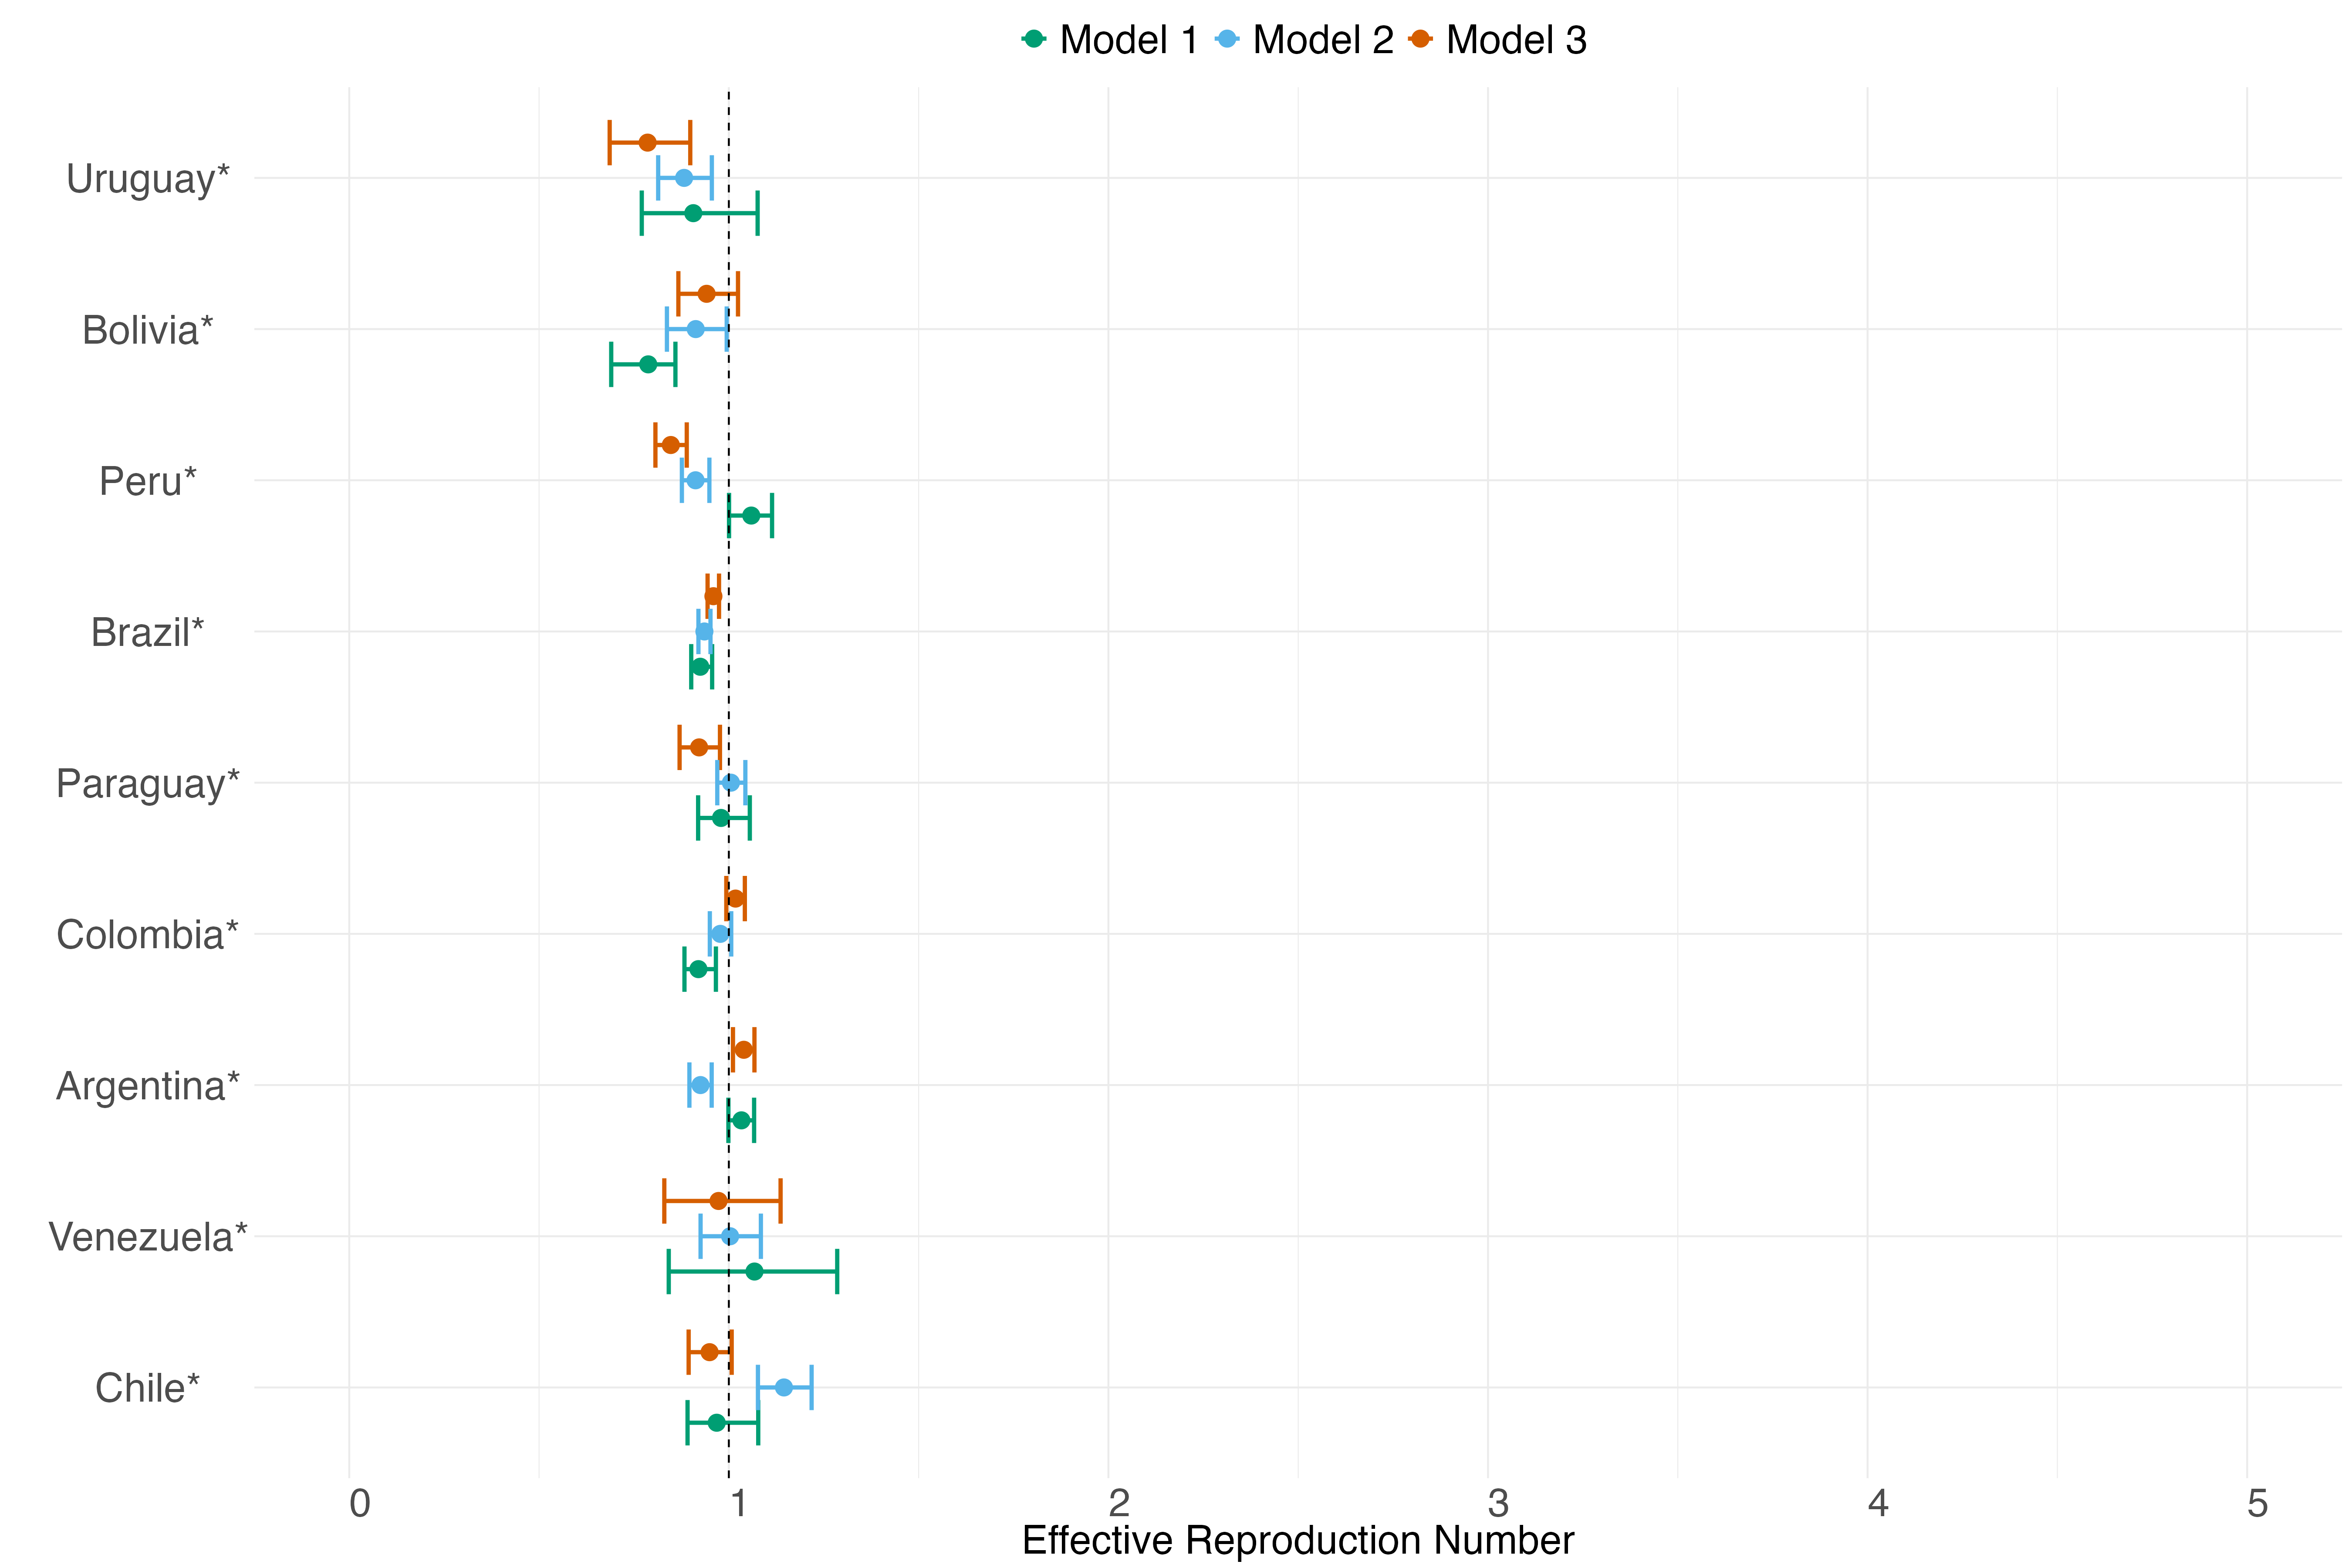 Model 1 Model 2 Model 3
Uruguay*
Bolivia*
Peru*
Brazil*
Paraguay*
Colombia*
Argentina*
Venezuela*
Chile*
0 1 2 3 4 5
Effective Reproduction Number